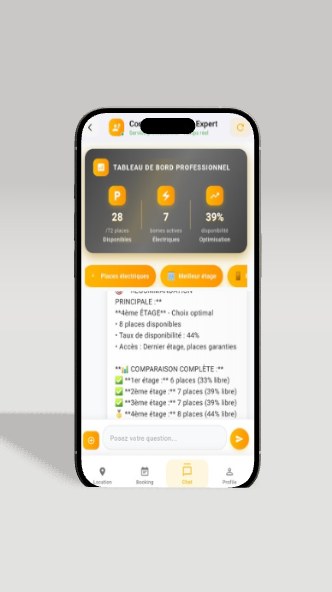 Expert
TABLEAU DE BORD PROFESSIONNEL
P
28
7
39%
/72 places
bornes actives
disponibilité
Disponibles
Électriques
Optimisation
Places électriques
Meilleur étage
PRINCIPALE :**
**4ème ÉTAGE** - Choix optimal
• 8 places disponibles
• Taux de disponibilité : 44%
• Accès : Dernier étage, places garanties
**📊 COMPARAISON COMPLÈTE :**
✅ **1er étage :** 6 places (33% libre)
✅ **2ème étage :** 7 places (39% libre)
✅ **3ème étage :** 7 places (39% libre)
🥇 **4ème étage :** 8 places (44% libre)
Posez votre question...
Location
Booking
Chat
Profile